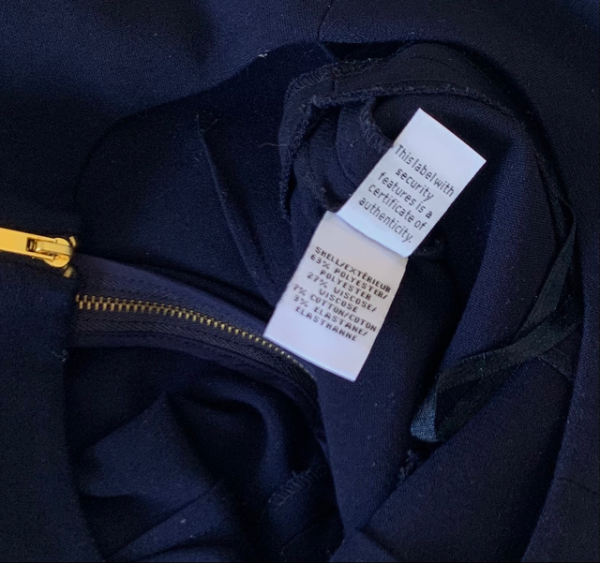 This label with
security
features is a
certificate of
authenticity.
SHELL/EXTÉRIEUR
63% POLYESTER/
POLYESTER
27% VISCOSE/
VISCOSE
7% COTTON/COTON
3% ELASTANE/
ELASTHANNE